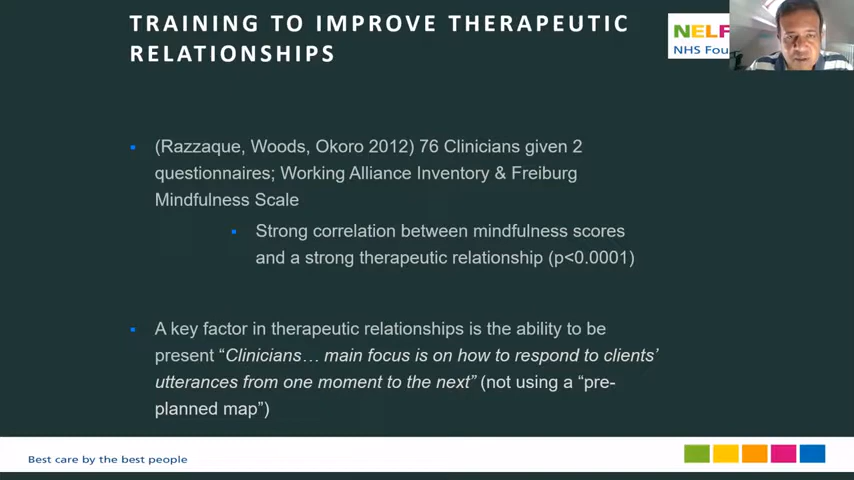 TRAINING TO IMPROVE THERAPEUTIC
RELATIONSHIPS
NELF
NHS Fou
(Razzaque, Woods, Okoro 2012) 76 Clinicians given 2
questionnaires; Working Alliance Inventory & Freiburg
Mindfulness Scale
Strong correlation between mindfulness scores
and a strong therapeutic relationship (p<0.0001)
A key factor in therapeutic relationships is the ability to be
present “Clinicians… main focus is on how to respond to clients’
utterances from one moment to the next” (not using a “pre-
planned map”)
Best care by the best people